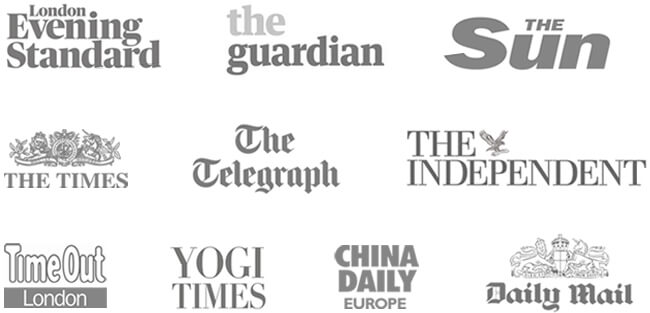 London
Evening
Standard
the
guardian
THE
Sun
THE TIMES
The
Telegraph
THE
INDEPENDENT
TimeOut
London
YOGI
TIMES
CHINA
DAILY
EUROPE
Daily Mail